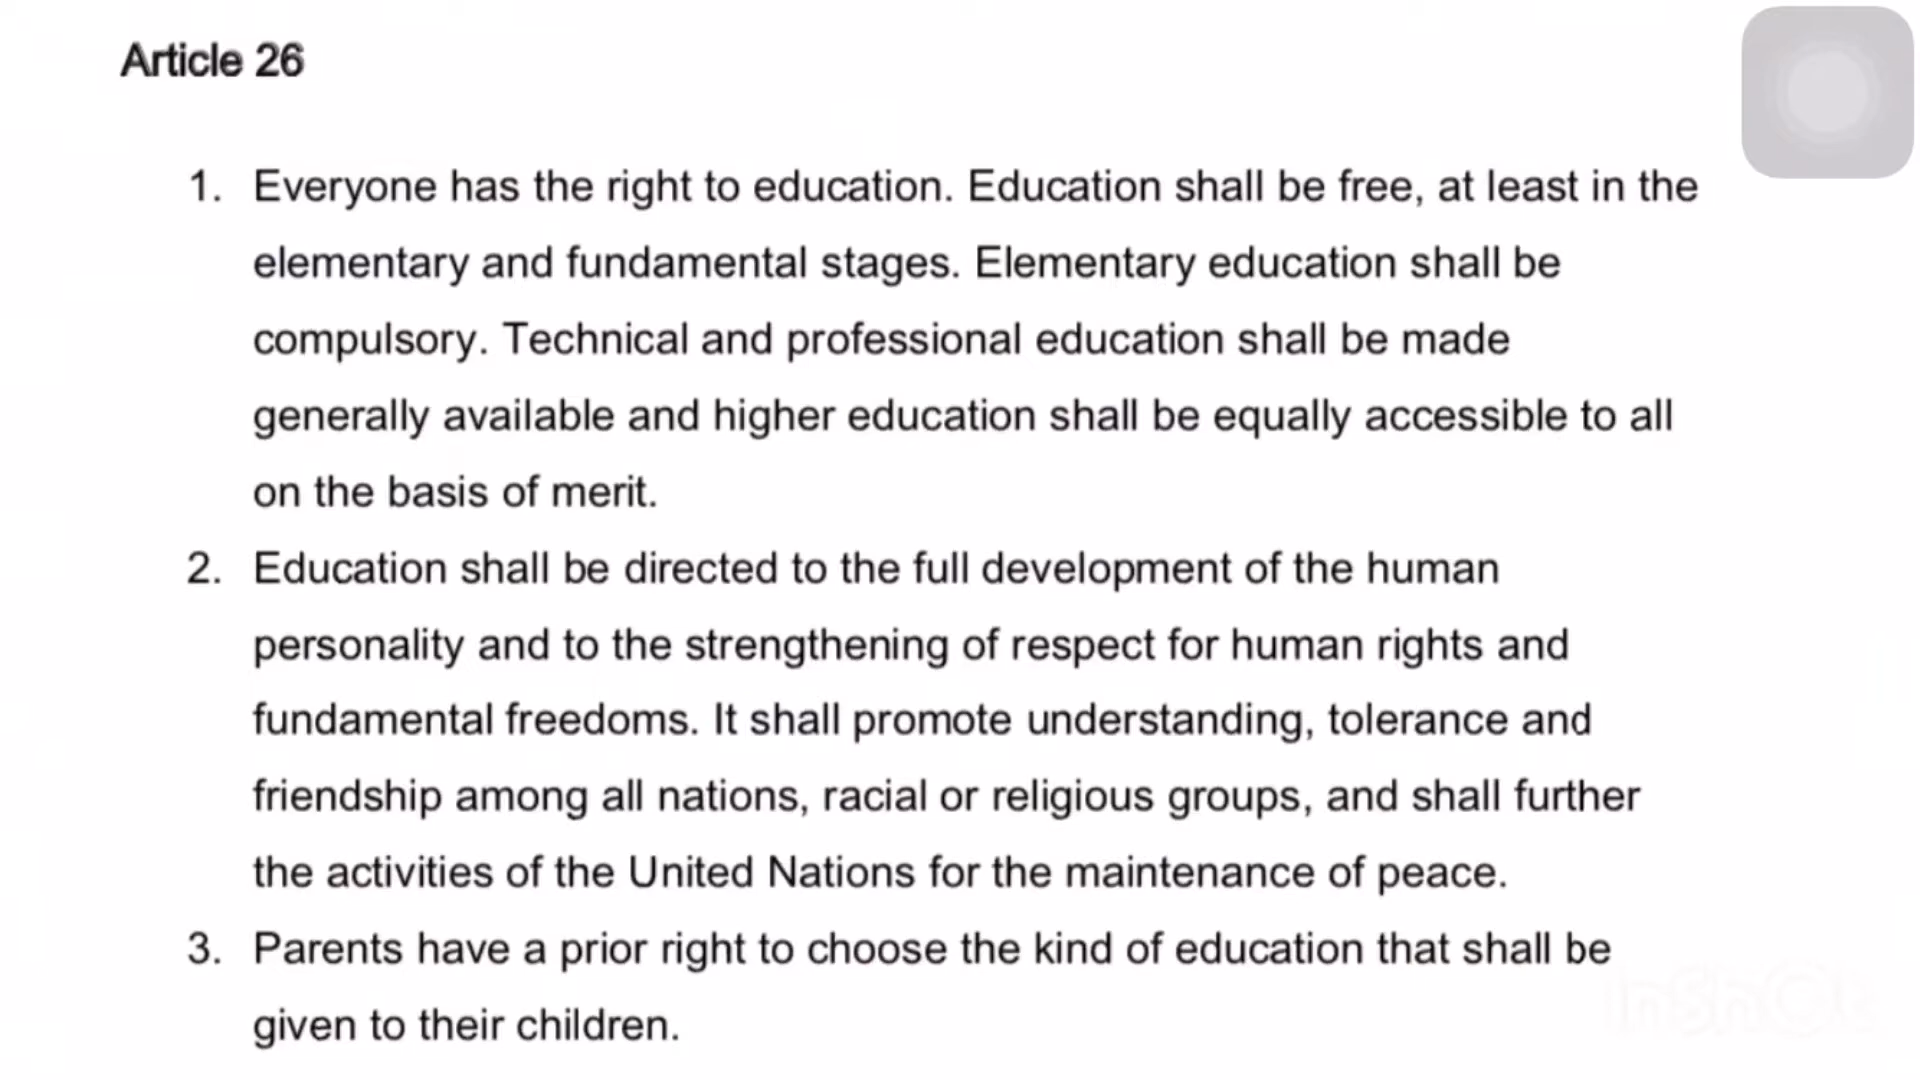 Article 26
1. Everyone has the right to education. Education shall be free, at least in the
elementary and fundamental stages. Elementary education shall be
compulsory. Technical and professional education shall be made
generally available and higher education shall be equally accessible to all
on the basis of merit.
2. Education shall be directed to the full development of the human
personality and to the strengthening of respect for human rights and
fundamental freedoms. It shall promote understanding, tolerance and
friendship among all nations, racial or religious groups, and shall further
the activities of the United Nations for the maintenance of peace.
3. Parents have a prior right to choose the kind of education that shall be
given to their children.